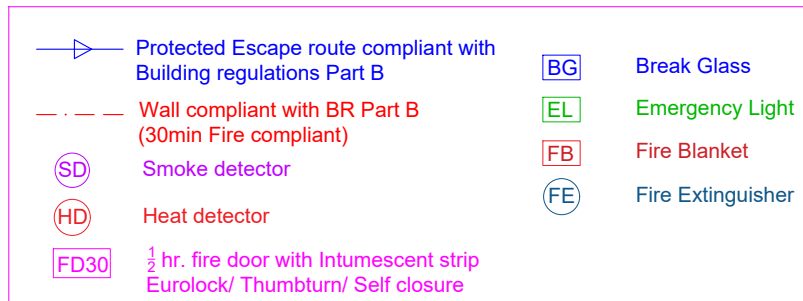 Protected Escape route compliant with
Building regulations Part B
Wall compliant with BR Part B
(30min Fire compliant)
SD Smoke detector
HD Heat detector
FD30 ½ hr. fire door with Intumescent strip
Eurolock/ Thumbturn/ Self closure
BG Break Glass
EL Emergency Light
FB Fire Blanket
FE Fire Extinguisher